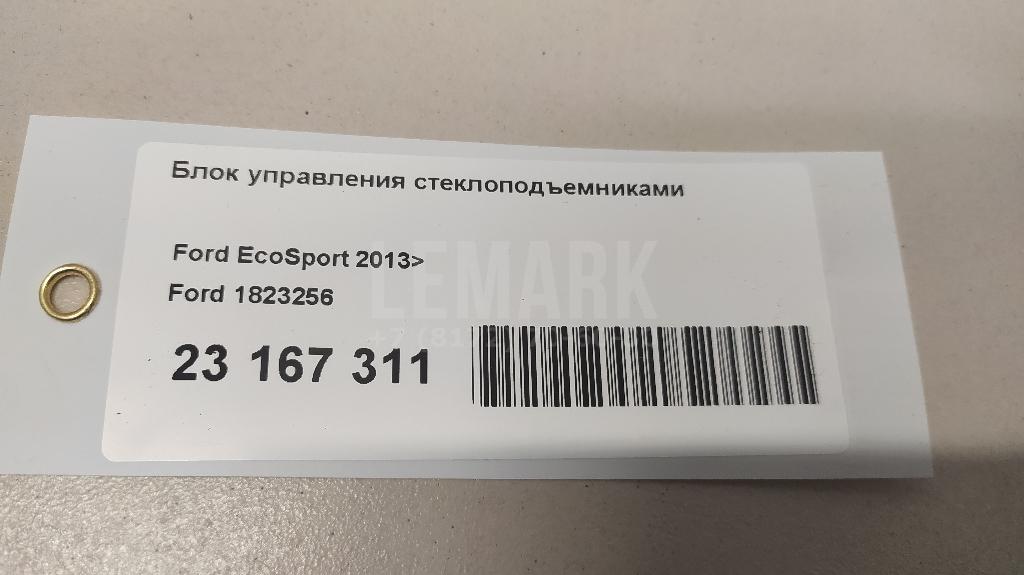 Блок управления стеклоподъемниками
Ford EcoSport 2013>
LEMARK
Ford 1823256
23 167 311